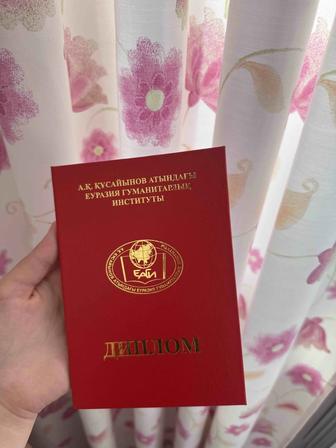 А.Қ. ҚҰСАЙЫНОВ АТЫНДАҒЫ
ЕУРАЗИЯ ГУМАНИТАРЛЫҚ
ИНСТИТУТЫ
ЕАГИ
ДИПЛОМ